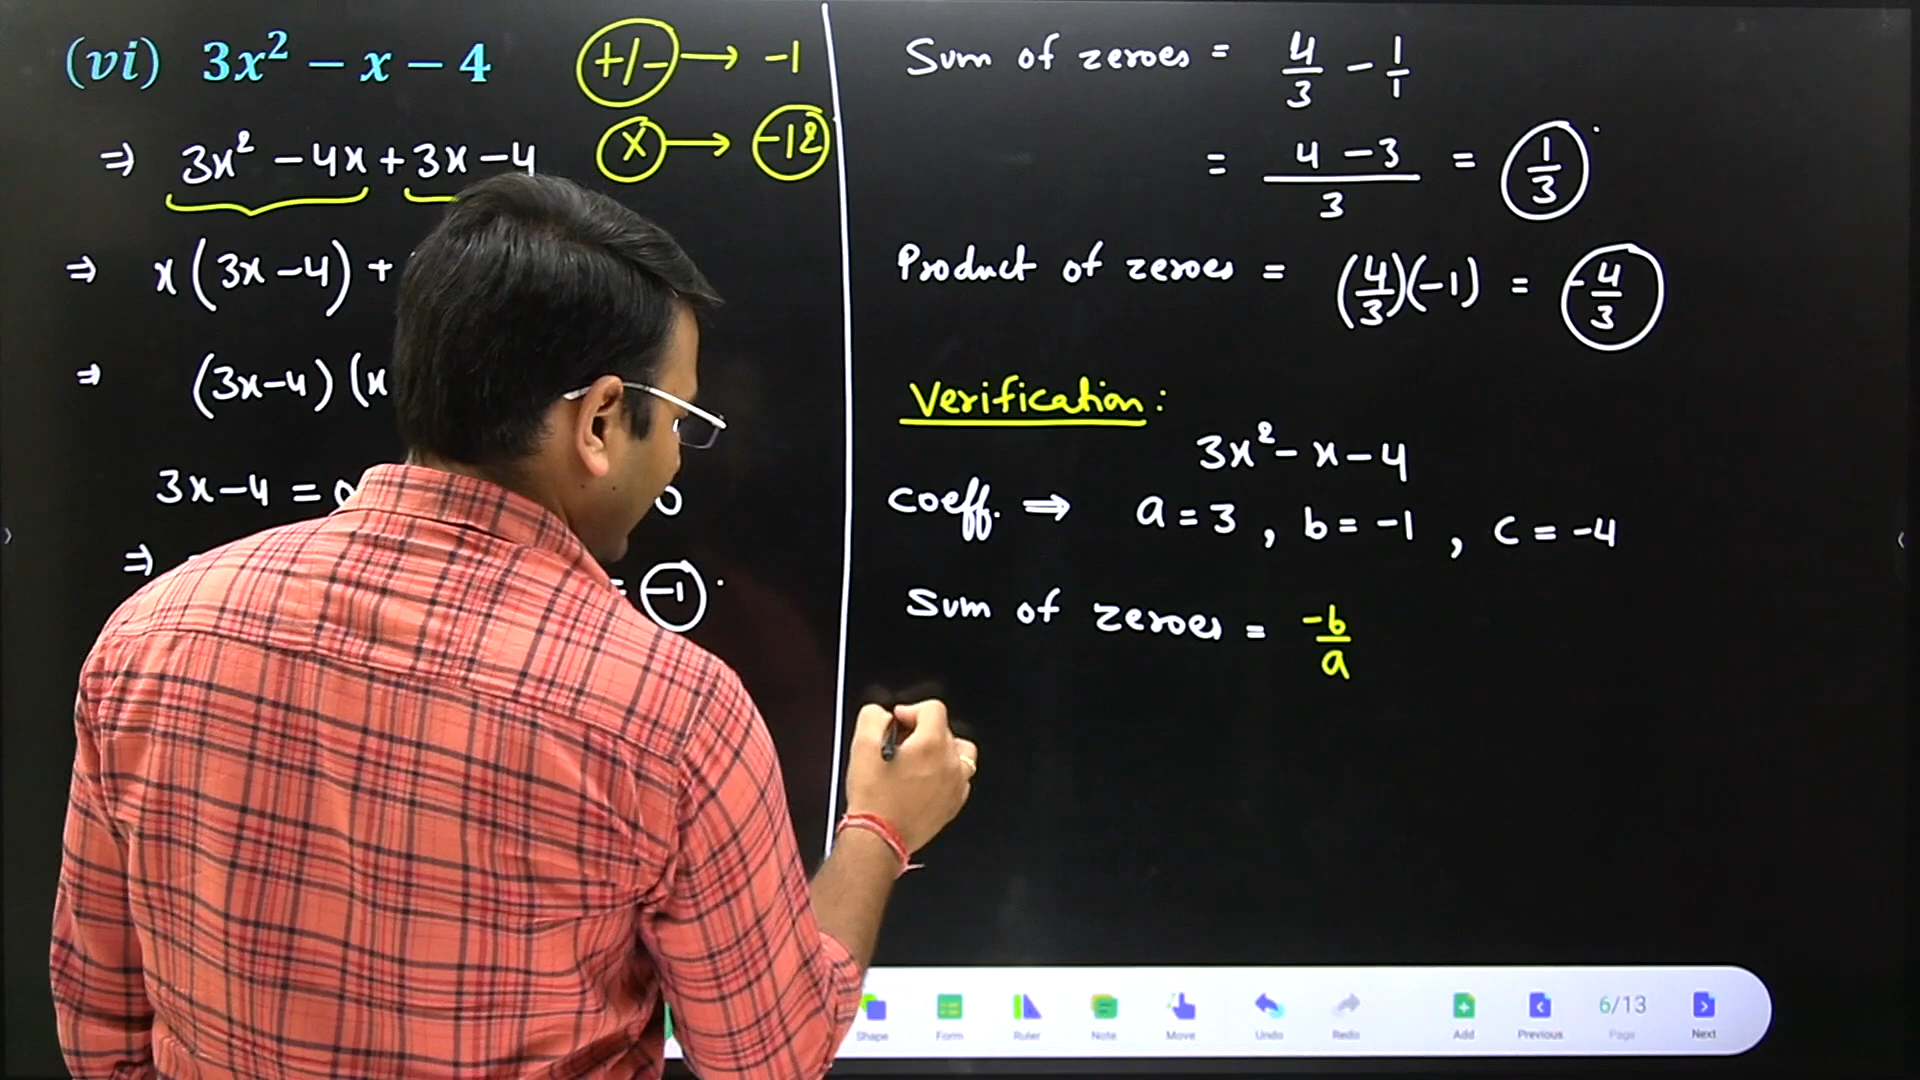 (vi) 3x² − x − 4
+/- → -1
x → -12
⇒ 3x² - 4x + 3x - 4
⇒ x(3x - 4) +
⇒ (3x-4) (x
3x - 4 = 0
0
⇒
= -1
Sum of zeroes = 4/3 - 1/1
= 4 - 3/3 = 1/3
Product of zeroes = (4/3)(-1) = -4/3
Verification:
3x² - x - 4
Coeff. ⇒ a = 3 , b = -1 , c = -4
Sum of zeroes = -b/a
Shape Form Ruler Note Move Undo Redo Add Previous 6/13 Page Next